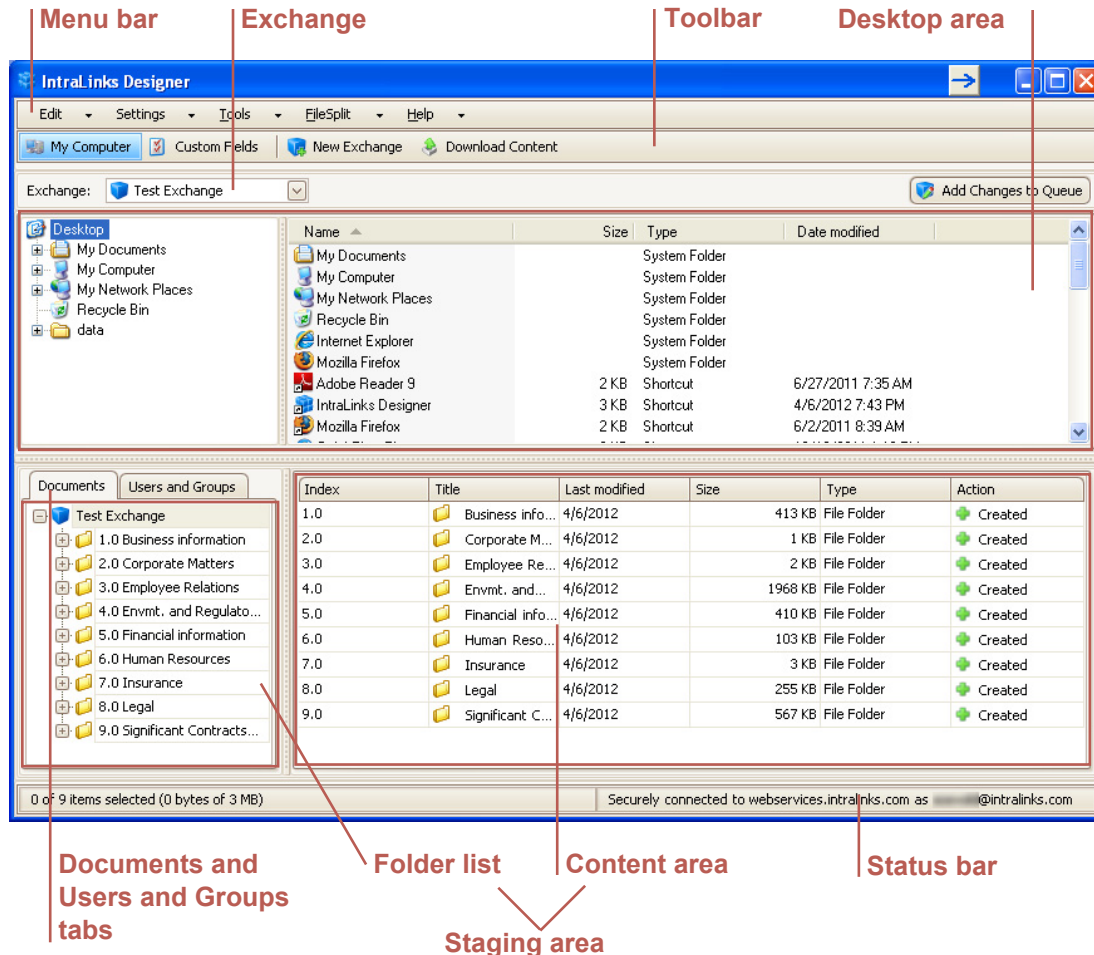 Menu bar Exchange Toolbar Desktop area
IntraLinks Designer
Edit Settings Tools FileSplit Help
My Computer Custom Fields New Exchange Download Content
Exchange: Test Exchange Add Changes to Queue
Desktop
My Documents
My Computer
My Network Places
Recycle Bin
data
Name Size Type Date modified
My Documents System Folder
My Computer System Folder
My Network Places System Folder
Recycle Bin System Folder
Internet Explorer System Folder
Mozilla Firefox System Folder
Adobe Reader 9 2 KB Shortcut 6/27/2011 7:35 AM
IntraLinks Designer 3 KB Shortcut 4/6/2012 7:43 PM
Mozilla Firefox 2 KB Shortcut 6/2/2011 8:39 AM
Documents Users and Groups
Test Exchange
1.0 Business information
2.0 Corporate Matters
3.0 Employee Relations
4.0 Envmt. and Regulato...
5.0 Financial information
6.0 Human Resources
7.0 Insurance
8.0 Legal
9.0 Significant Contracts...
Index Title Last modified Size Type Action
1.0 Business info... 4/6/2012 413 KB File Folder Created
2.0 Corporate M... 4/6/2012 1 KB File Folder Created
3.0 Employee Re... 4/6/2012 2 KB File Folder Created
4.0 Envmt. and... 4/6/2012 1968 KB File Folder Created
5.0 Financial info... 4/6/2012 410 KB File Folder Created
6.0 Human Reso... 4/6/2012 103 KB File Folder Created
7.0 Insurance 4/6/2012 3 KB File Folder Created
8.0 Legal 4/6/2012 255 KB File Folder Created
9.0 Significant C... 4/6/2012 567 KB File Folder Created
0 of 9 items selected (0 bytes of 3 MB) Securely connected to webservices.intralinks.com as @intralinks.com
Documents and
Users and Groups
tabs
Folder list Content area Status bar
Staging area